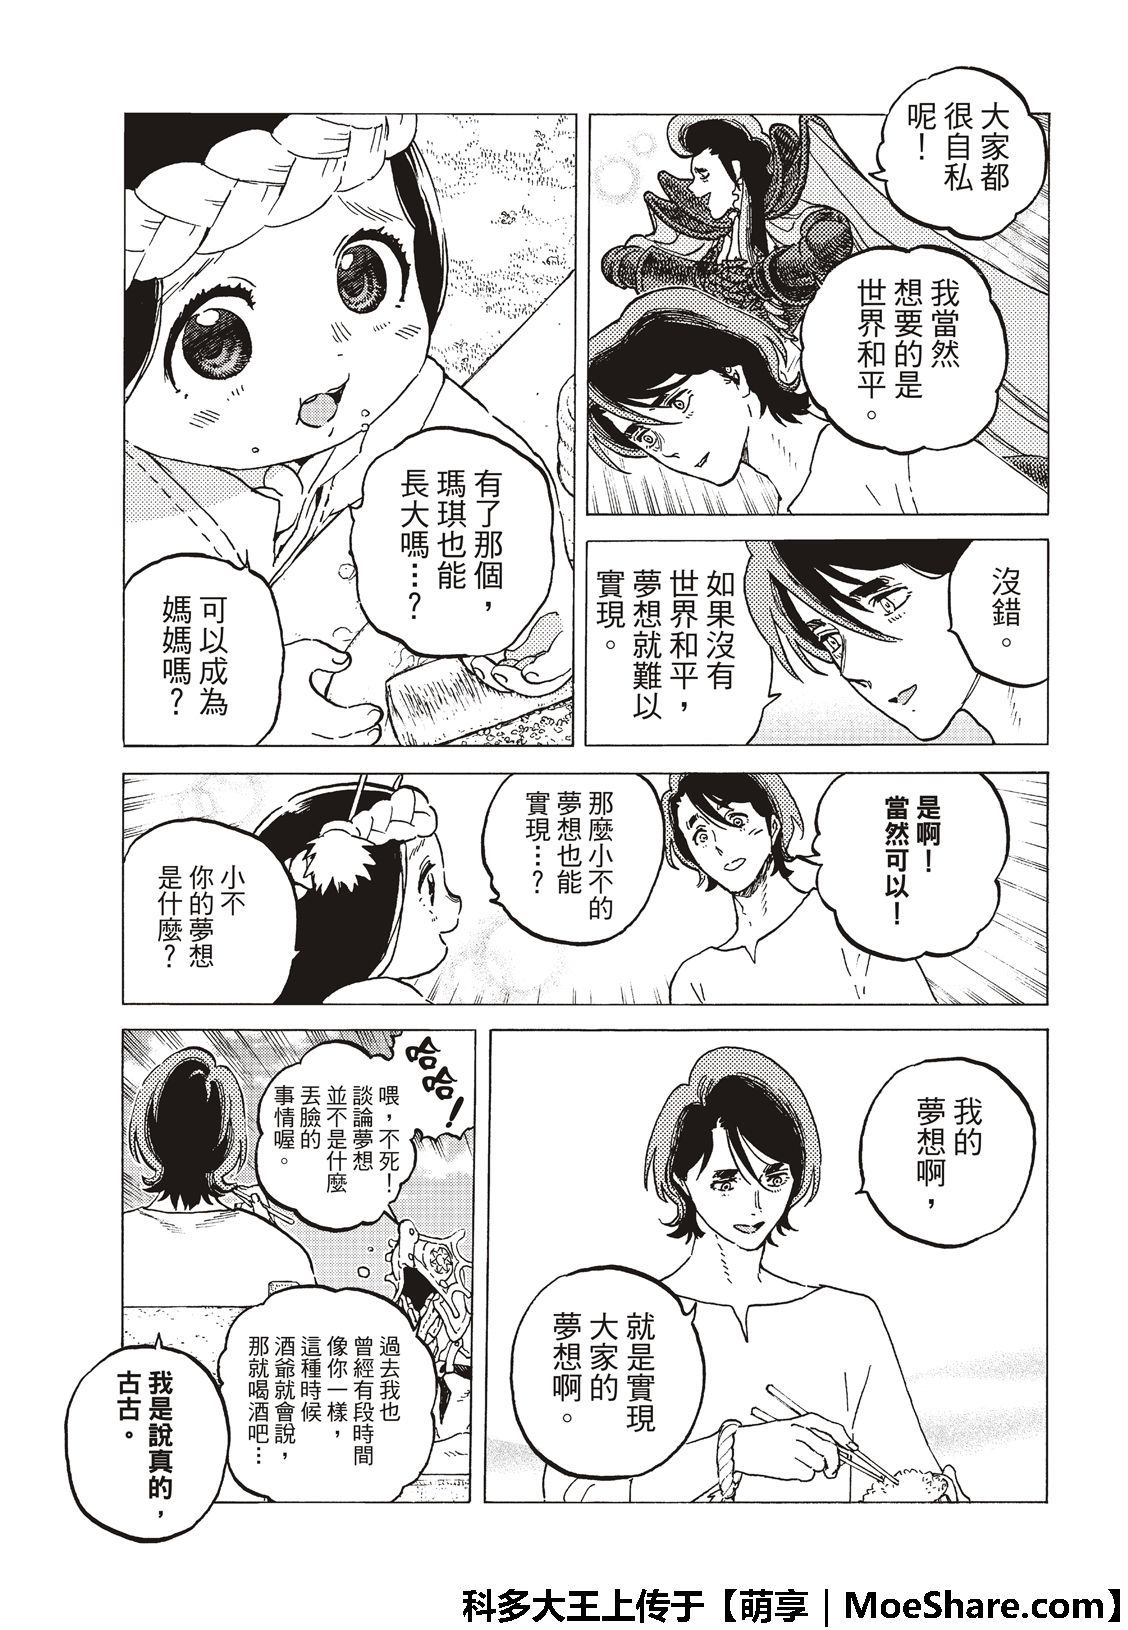 大家都
很自私
呢！
我當然
想要的是
世界和平。
有了那個，
瑪琪也能
長大嗎…？
可以成為
媽媽嗎？
沒錯。
如果沒有
世界和平，
夢想就難以
實現。
是啊！
當然可以！
那麼小不的
夢想也能
實現…？
小不
你的夢想
是什麼？
我的
夢想啊，
就是實現
大家的
夢想啊。
哈哈！
喂，不死！
談論夢想
並不是什麼
丟臉的
事情喔。
過去我也
曾經有段時間
像你一樣，
這種時候
酒爺就會說，
那就喝酒吧…
我是說真的，
古古。
科多大王上传于【萌享｜MoeShare.com】